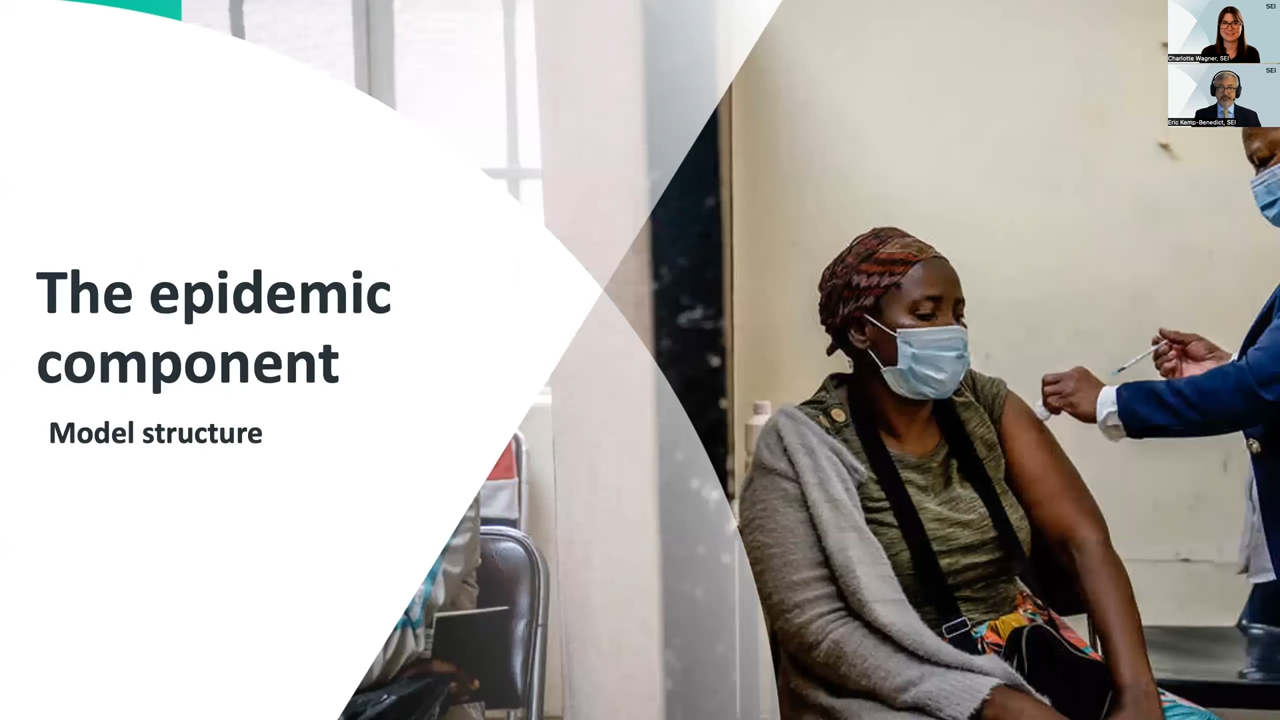 The epidemic
component
Model structure
SEI
Charlotte Wagner, SEI
SEI
Eric Kemp-Benedict, SEI